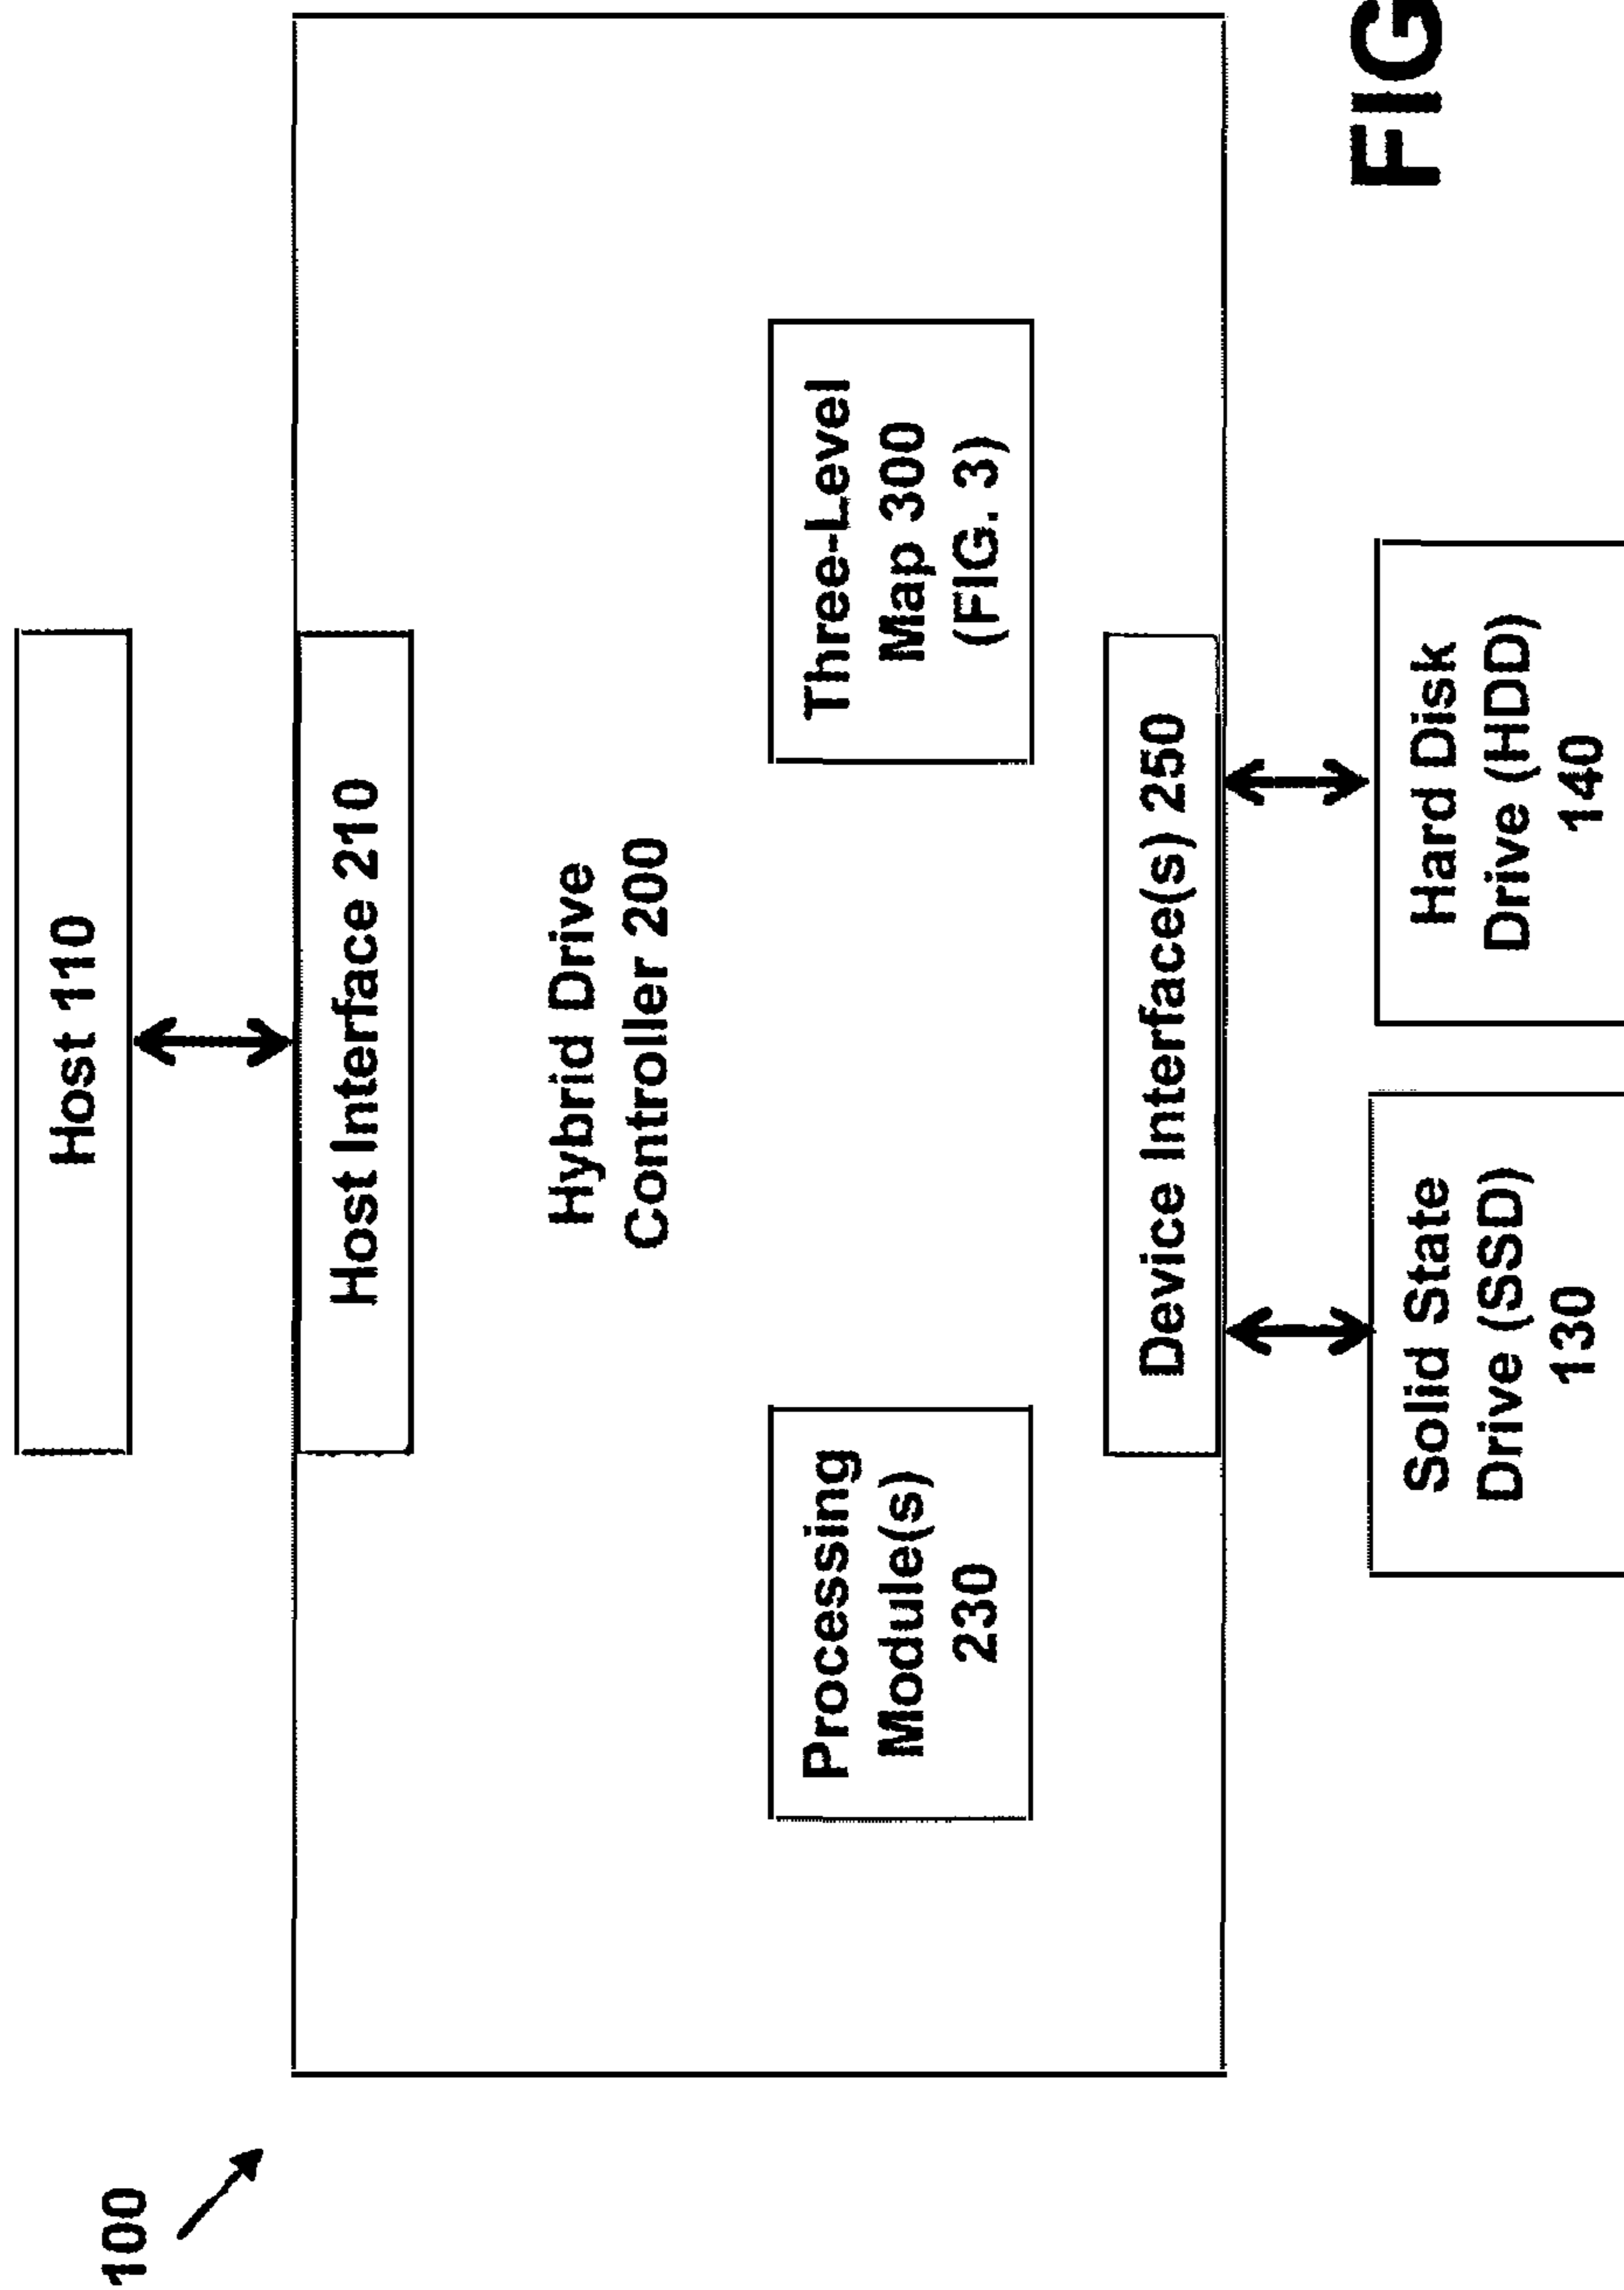 100
Host 110
Host Interface 210
Hybrid Drive
Controller 200
Processing
Module(s)
230
Three-Level
Map 300
(FIG. 3)
Device Interface(s) 250
Solid State
Drive (SSD)
130
Hard Disk
Drive (HDD)
140
FIG